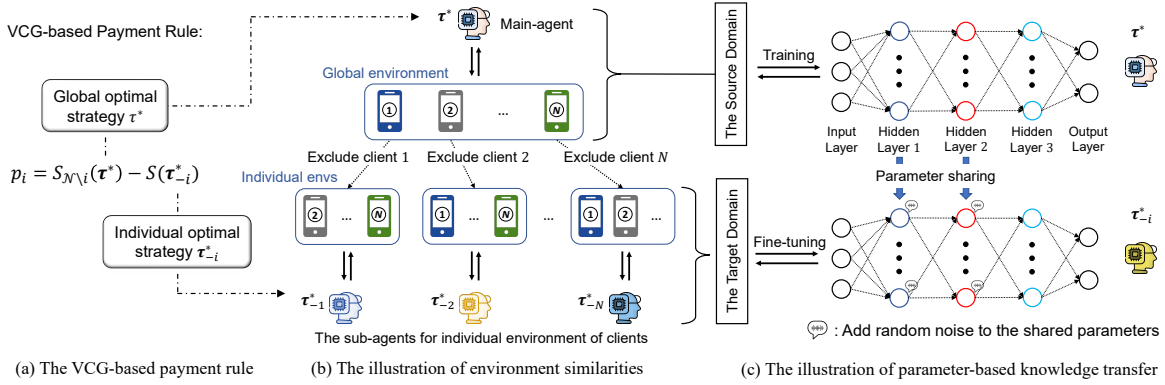 VCG-based Payment Rule:
Global optimal
strategy τ*
p_i = S_{N\i}(τ*) − S(τ*_{-i})
Individual optimal
strategy τ*_{-i}
(a) The VCG-based payment rule
τ*
Main-agent
Global environment
1
2
...
N
Exclude client 1
Exclude client 2
Exclude client N
Individual envs
2
...
N
1
...
N
...
1
2
...
τ*_{-1}
τ*_{-2}
τ*_{-N}
The sub-agents for individual environment of clients
(b) The illustration of environment similarities
The Source Domain
The Target Domain
Training
Fine-tuning
τ*
Input
Layer
Hidden
Layer 1
Hidden
Layer 2
Hidden
Layer 3
Output
Layer
Parameter sharing
τ*_{-i}
: Add random noise to the shared parameters
(c) The illustration of parameter-based knowledge transfer